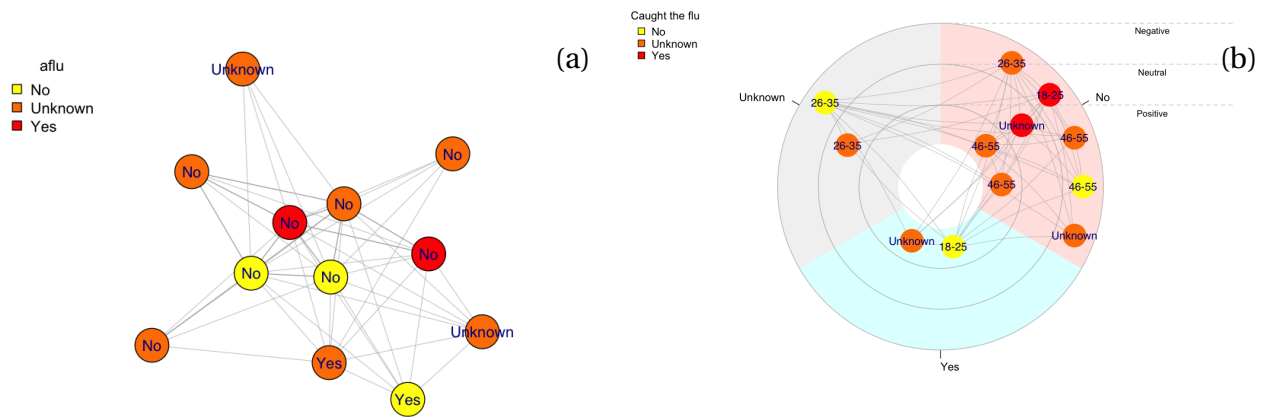 aflu
No
Unknown
Yes
Unknown
No
No
No
No
No
No
No
Unknown
No
Yes
Yes
(a)
Caught the flu
No
Unknown
Yes
Negative
Neutral
Positive
(b)
Unknown
No
Yes
26-35
18-25
26-35
Unknown
46-55
26-35
46-55
46-55
46-55
Unknown
Unknown
18-25